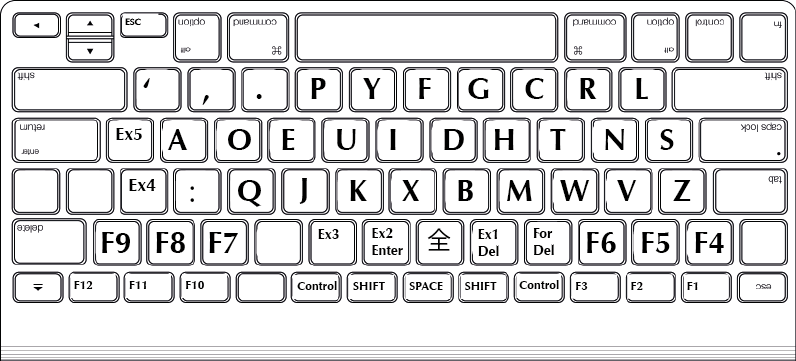 ◂ ▴ ▾ ESC alt option command ⌘ command ⌘ option alt control fn
shift ‘ , . P Y F G C R L shift
return enter Ex5 A O E U I D H T N S caps lock
Ex4 : Q J K X B M W V Z tab
delete F9 F8 F7 Ex3 Ex2 Enter 全 Ex1 Del For Del F6 F5 F4
F12 F11 F10 Control SHIFT SPACE SHIFT Control F3 F2 F1 esc